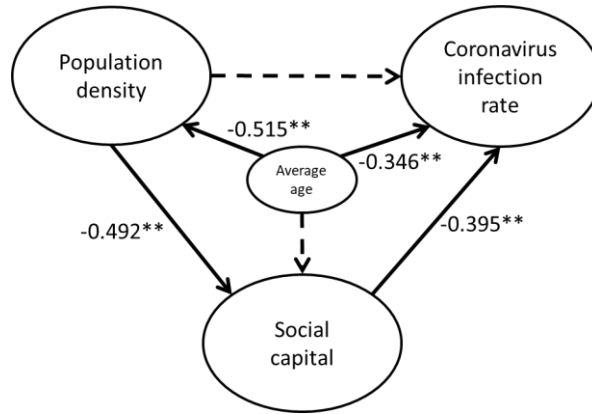 Population
density
Coronavirus
infection
rate
-0.515**
-0.346**
Average
age
-0.492**
-0.395**
Social
capital